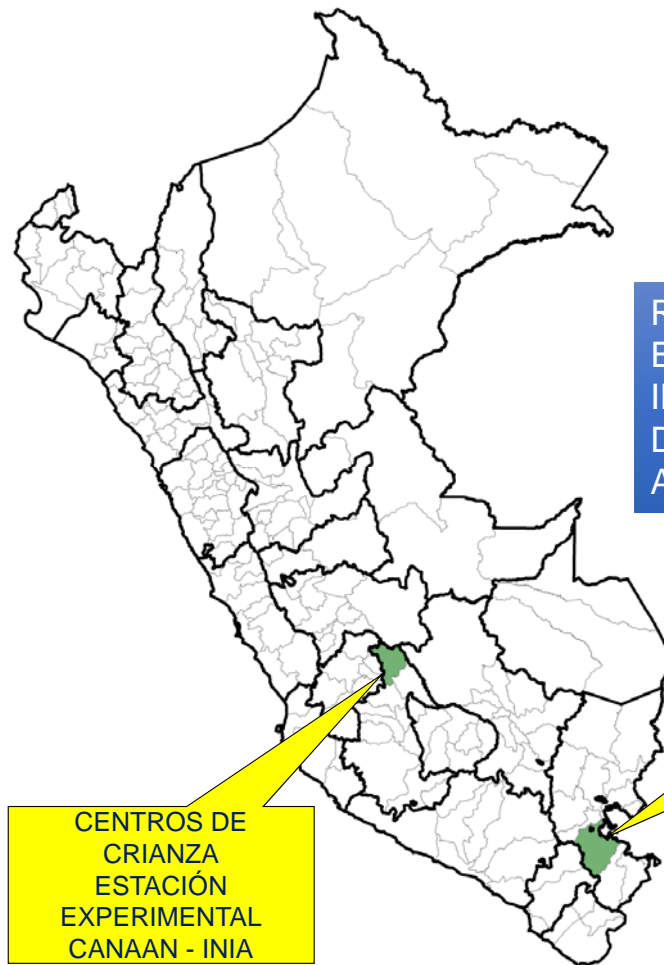 CENTROS DE
CRIANZA
ESTACIÓN
EXPERIMENTAL
CANAAN - INIA